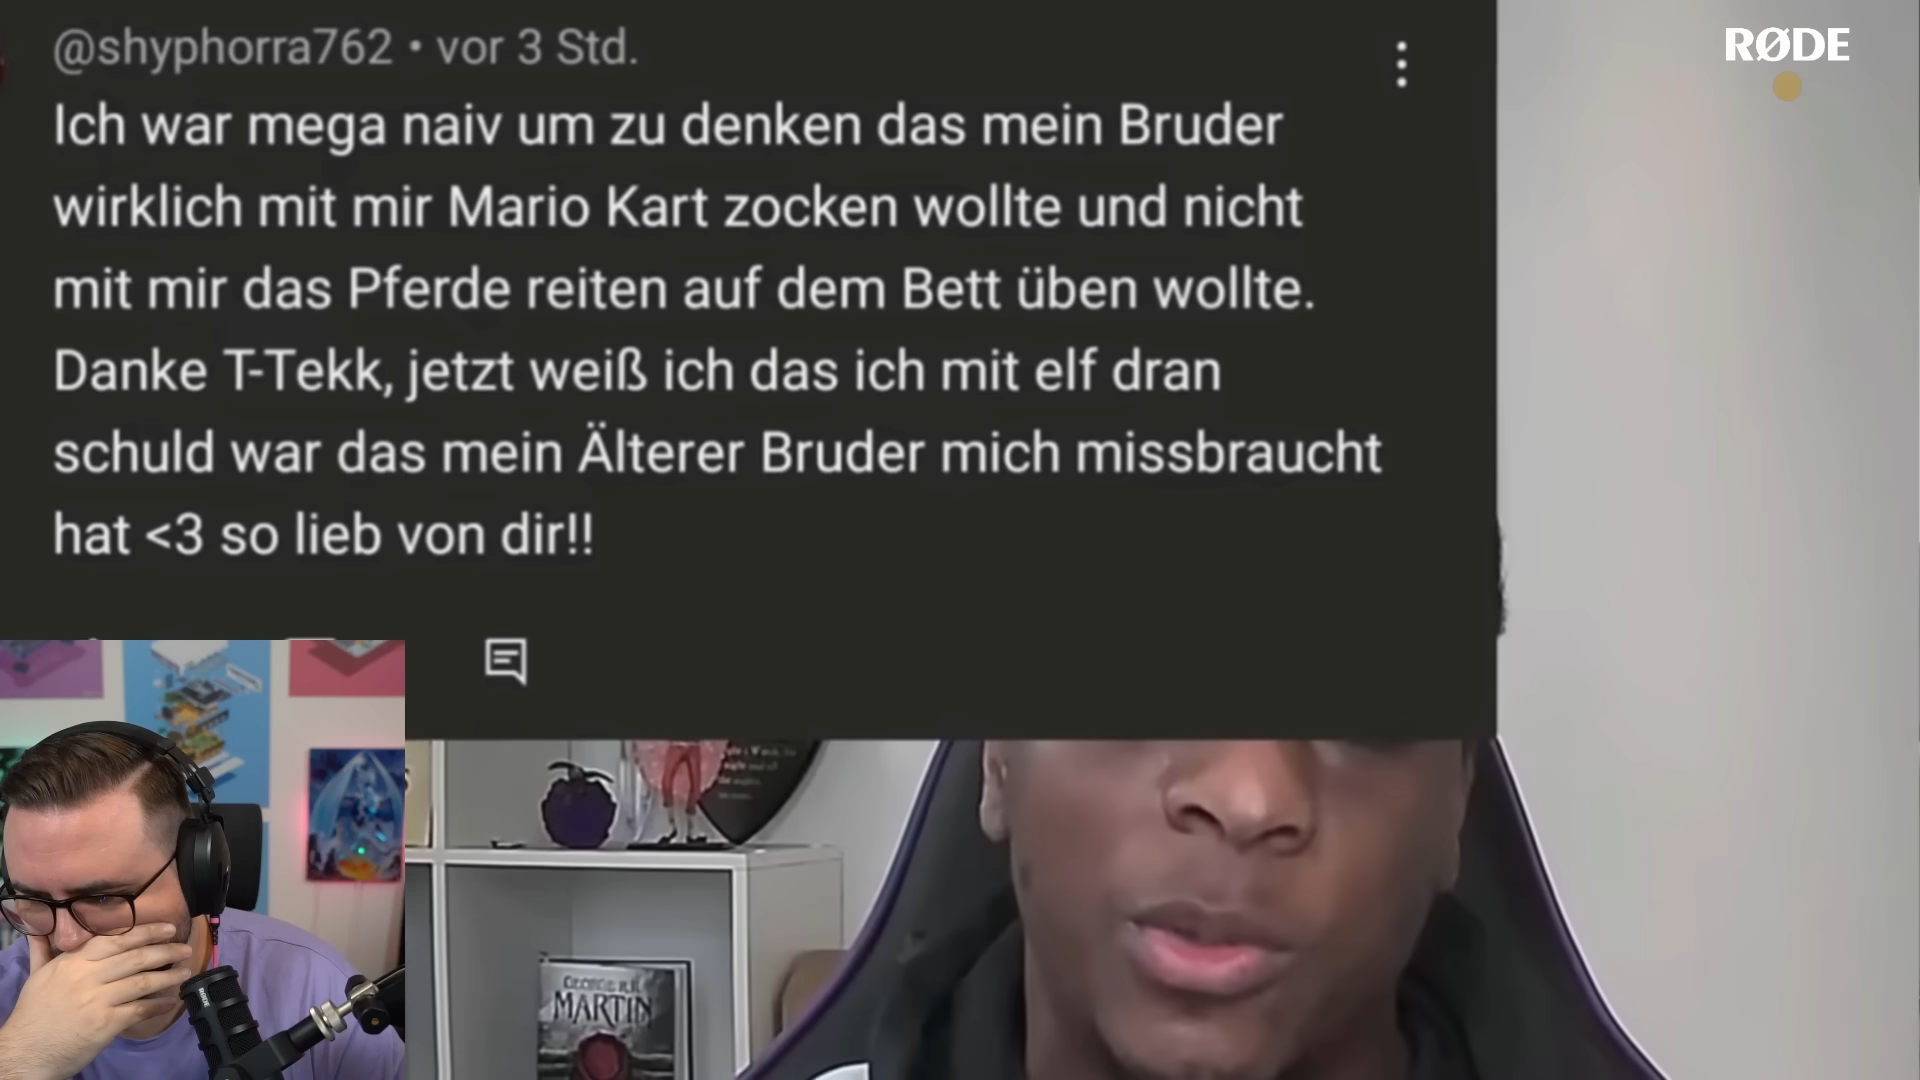 @shyphorra762 • vor 3 Std.
RØDE
Ich war mega naiv um zu denken das mein Bruder
wirklich mit mir Mario Kart zocken wollte und nicht
mit mir das Pferde reiten auf dem Bett üben wollte.
Danke T-Tekk, jetzt weiß ich das ich mit elf dran
schuld war das mein Älterer Bruder mich missbraucht
hat <3 so lieb von dir!!
GEORGE R.R.
MARTIN
RØDE